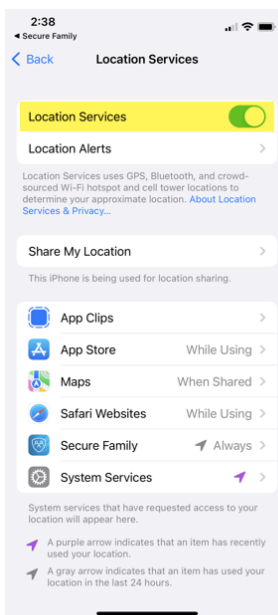 2:38
◀ Secure Family
Back
Location Services
Location Services
Location Alerts
Location Services uses GPS, Bluetooth, and crowd-
sourced Wi-Fi hotspot and cell tower locations to
determine your approximate location. About Location
Services & Privacy...
Share My Location
This iPhone is being used for location sharing.
App Clips
App Store While Using
Maps When Shared
Safari Websites While Using
Secure Family Always
System Services
System services that have requested access to your
location will appear here.
A purple arrow indicates that an item has recently
used your location.
A gray arrow indicates that an item has used your
location in the last 24 hours.